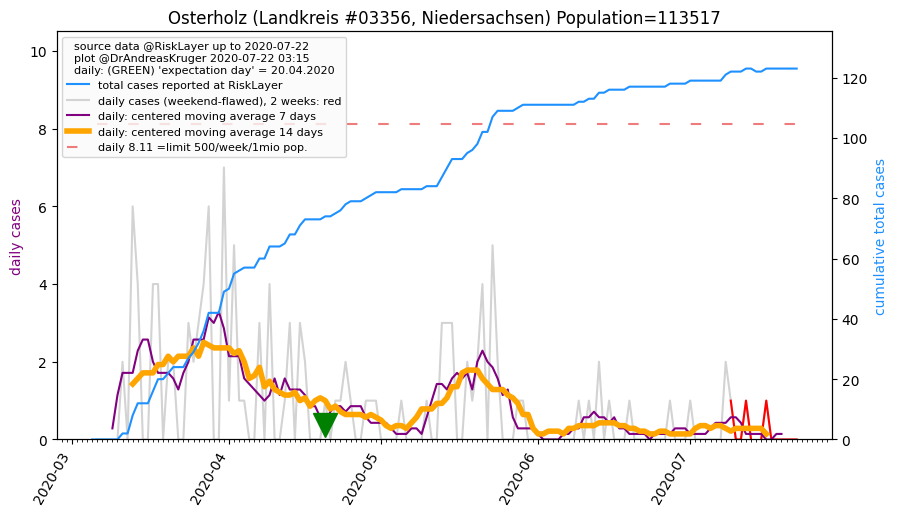 Osterholz (Landkreis #03356, Niedersachsen) Population=113517
source data @RiskLayer up to 2020-07-22
plot @DrAndreasKruger 2020-07-22 03:15
daily: (GREEN) 'expectation day' = 20.04.2020
total cases reported at RiskLayer
daily cases (weekend-flawed), 2 weeks: red
daily: centered moving average 7 days
daily: centered moving average 14 days
daily 8.11 =limit 500/week/1mio pop.
daily cases
10
8
6
4
2
0
cumulative total cases
120
100
80
60
40
20
0
2020-03
2020-04
2020-05
2020-06
2020-07